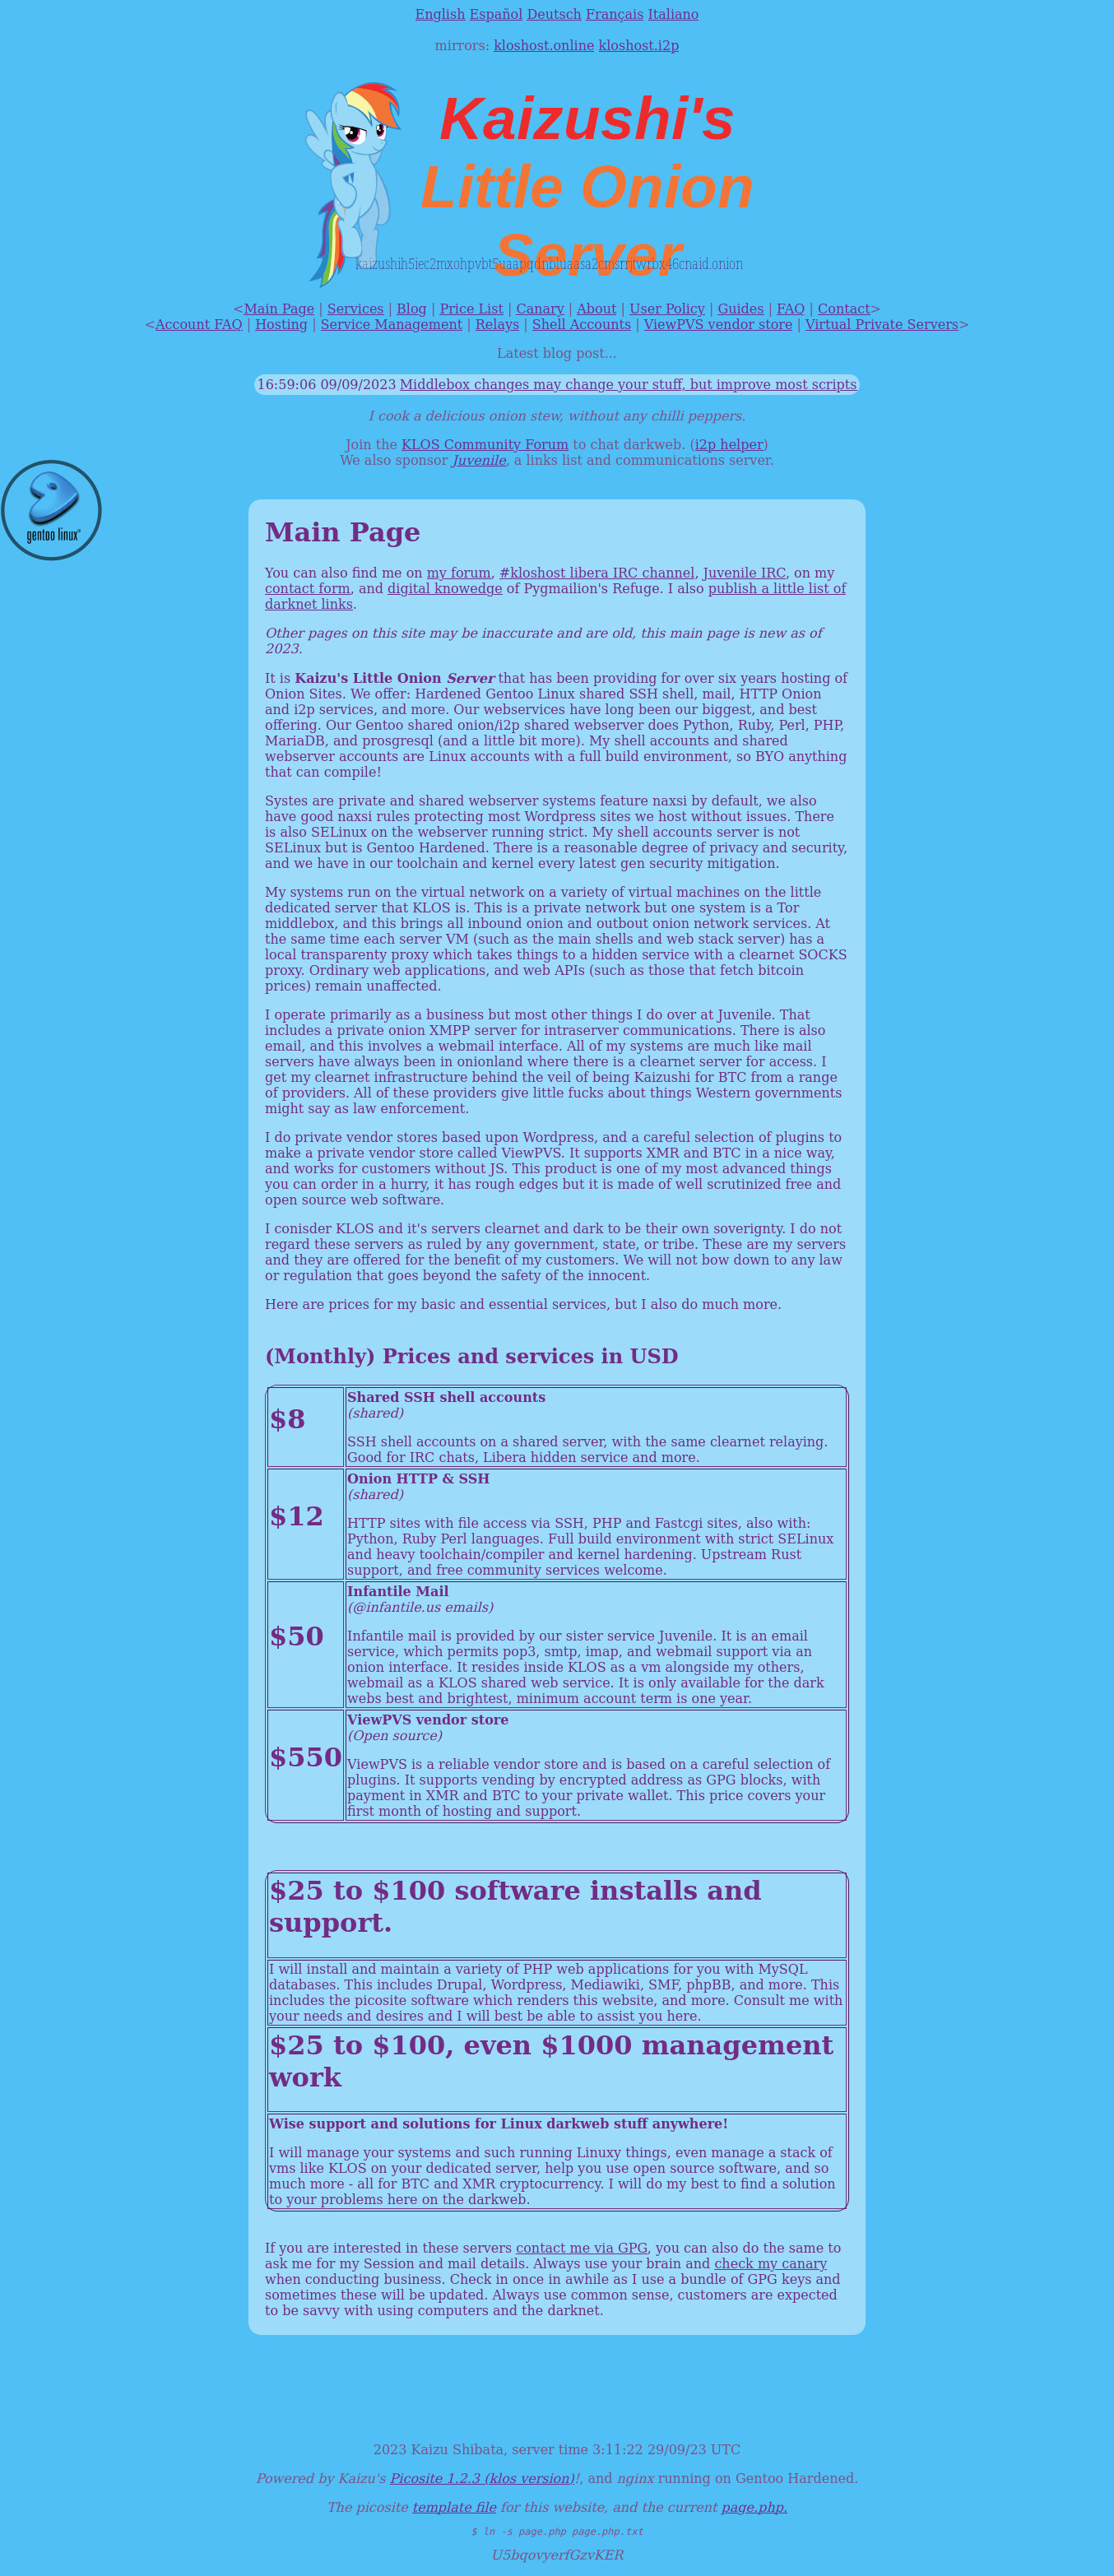 English Español Deutsch Français Italiano
mirrors: kloshost.online kloshost.i2p
Kaizushi's
Little Onion
Server
kaizushih5iec2mxohpvbt5uaapqdnbluaasa2cmsrrjtwrbx46cnaid.onion
<Main Page | Services | Blog | Price List | Canary | About | User Policy | Guides | FAQ | Contact>
<Account FAQ | Hosting | Service Management | Relays | Shell Accounts | ViewPVS vendor store | Virtual Private Servers>
Latest blog post...
16:59:06 09/09/2023 Middlebox changes may change your stuff, but improve most scripts
I cook a delicious onion stew, without any chilli peppers.
Join the KLOS Community Forum to chat darkweb. (i2p helper)
We also sponsor Juvenile, a links list and communications server.
gentoo linux™
Main Page
You can also find me on my forum, #kloshost libera IRC channel, Juvenile IRC, on my
contact form, and digital knowedge of Pygmailion's Refuge. I also publish a little list of
darknet links.
Other pages on this site may be inaccurate and are old, this main page is new as of
2023.
It is Kaizu's Little Onion Server that has been providing for over six years hosting of
Onion Sites. We offer: Hardened Gentoo Linux shared SSH shell, mail, HTTP Onion
and i2p services, and more. Our webservices have long been our biggest, and best
offering. Our Gentoo shared onion/i2p shared webserver does Python, Ruby, Perl, PHP,
MariaDB, and prosgresql (and a little bit more). My shell accounts and shared
webserver accounts are Linux accounts with a full build environment, so BYO anything
that can compile!
Systes are private and shared webserver systems feature naxsi by default, we also
have good naxsi rules protecting most Wordpress sites we host without issues. There
is also SELinux on the webserver running strict. My shell accounts server is not
SELinux but is Gentoo Hardened. There is a reasonable degree of privacy and security,
and we have in our toolchain and kernel every latest gen security mitigation.
My systems run on the virtual network on a variety of virtual machines on the little
dedicated server that KLOS is. This is a private network but one system is a Tor
middlebox, and this brings all inbound onion and outbout onion network services. At
the same time each server VM (such as the main shells and web stack server) has a
local transparenty proxy which takes things to a hidden service with a clearnet SOCKS
proxy. Ordinary web applications, and web APIs (such as those that fetch bitcoin
prices) remain unaffected.
I operate primarily as a business but most other things I do over at Juvenile. That
includes a private onion XMPP server for intraserver communications. There is also
email, and this involves a webmail interface. All of my systems are much like mail
servers have always been in onionland where there is a clearnet server for access. I
get my clearnet infrastructure behind the veil of being Kaizushi for BTC from a range
of providers. All of these providers give little fucks about things Western governments
might say as law enforcement.
I do private vendor stores based upon Wordpress, and a careful selection of plugins to
make a private vendor store called ViewPVS. It supports XMR and BTC in a nice way,
and works for customers without JS. This product is one of my most advanced things
you can order in a hurry, it has rough edges but it is made of well scrutinized free and
open source web software.
I conisder KLOS and it's servers clearnet and dark to be their own soverignty. I do not
regard these servers as ruled by any government, state, or tribe. These are my servers
and they are offered for the benefit of my customers. We will not bow down to any law
or regulation that goes beyond the safety of the innocent.
Here are prices for my basic and essential services, but I also do much more.
(Monthly) Prices and services in USD
$8
Shared SSH shell accounts
(shared)
SSH shell accounts on a shared server, with the same clearnet relaying.
Good for IRC chats, Libera hidden service and more.
$12
Onion HTTP & SSH
(shared)
HTTP sites with file access via SSH, PHP and Fastcgi sites, also with:
Python, Ruby Perl languages. Full build environment with strict SELinux
and heavy toolchain/compiler and kernel hardening. Upstream Rust
support, and free community services welcome.
$50
Infantile Mail
(@infantile.us emails)
Infantile mail is provided by our sister service Juvenile. It is an email
service, which permits pop3, smtp, imap, and webmail support via an
onion interface. It resides inside KLOS as a vm alongside my others,
webmail as a KLOS shared web service. It is only available for the dark
webs best and brightest, minimum account term is one year.
$550
ViewPVS vendor store
(Open source)
ViewPVS is a reliable vendor store and is based on a careful selection of
plugins. It supports vending by encrypted address as GPG blocks, with
payment in XMR and BTC to your private wallet. This price covers your
first month of hosting and support.
$25 to $100 software installs and
support.
I will install and maintain a variety of PHP web applications for you with MySQL
databases. This includes Drupal, Wordpress, Mediawiki, SMF, phpBB, and more. This
includes the picosite software which renders this website, and more. Consult me with
your needs and desires and I will best be able to assist you here.
$25 to $100, even $1000 management
work
Wise support and solutions for Linux darkweb stuff anywhere!
I will manage your systems and such running Linuxy things, even manage a stack of
vms like KLOS on your dedicated server, help you use open source software, and so
much more - all for BTC and XMR cryptocurrency. I will do my best to find a solution
to your problems here on the darkweb.
If you are interested in these servers contact me via GPG, you can also do the same to
ask me for my Session and mail details. Always use your brain and check my canary
when conducting business. Check in once in awhile as I use a bundle of GPG keys and
sometimes these will be updated. Always use common sense, customers are expected
to be savvy with using computers and the darknet.
2023 Kaizu Shibata, server time 3:11:22 29/09/23 UTC
Powered by Kaizu's Picosite 1.2.3 (klos version)!, and nginx running on Gentoo Hardened.
The picosite template file for this website, and the current page.php.
$ ln -s page.php page.php.txt
U5bqovyerfGzvKER